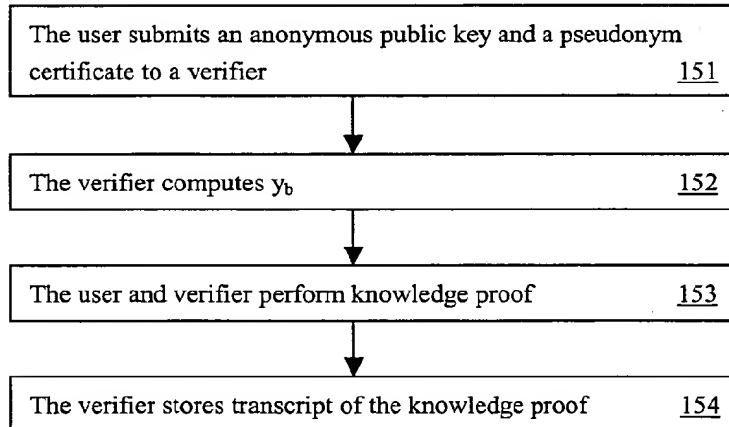 The user submits an anonymous public key and a pseudonym
certificate to a verifier 151
The verifier computes y_b 152
The user and verifier perform knowledge proof 153
The verifier stores transcript of the knowledge proof 154